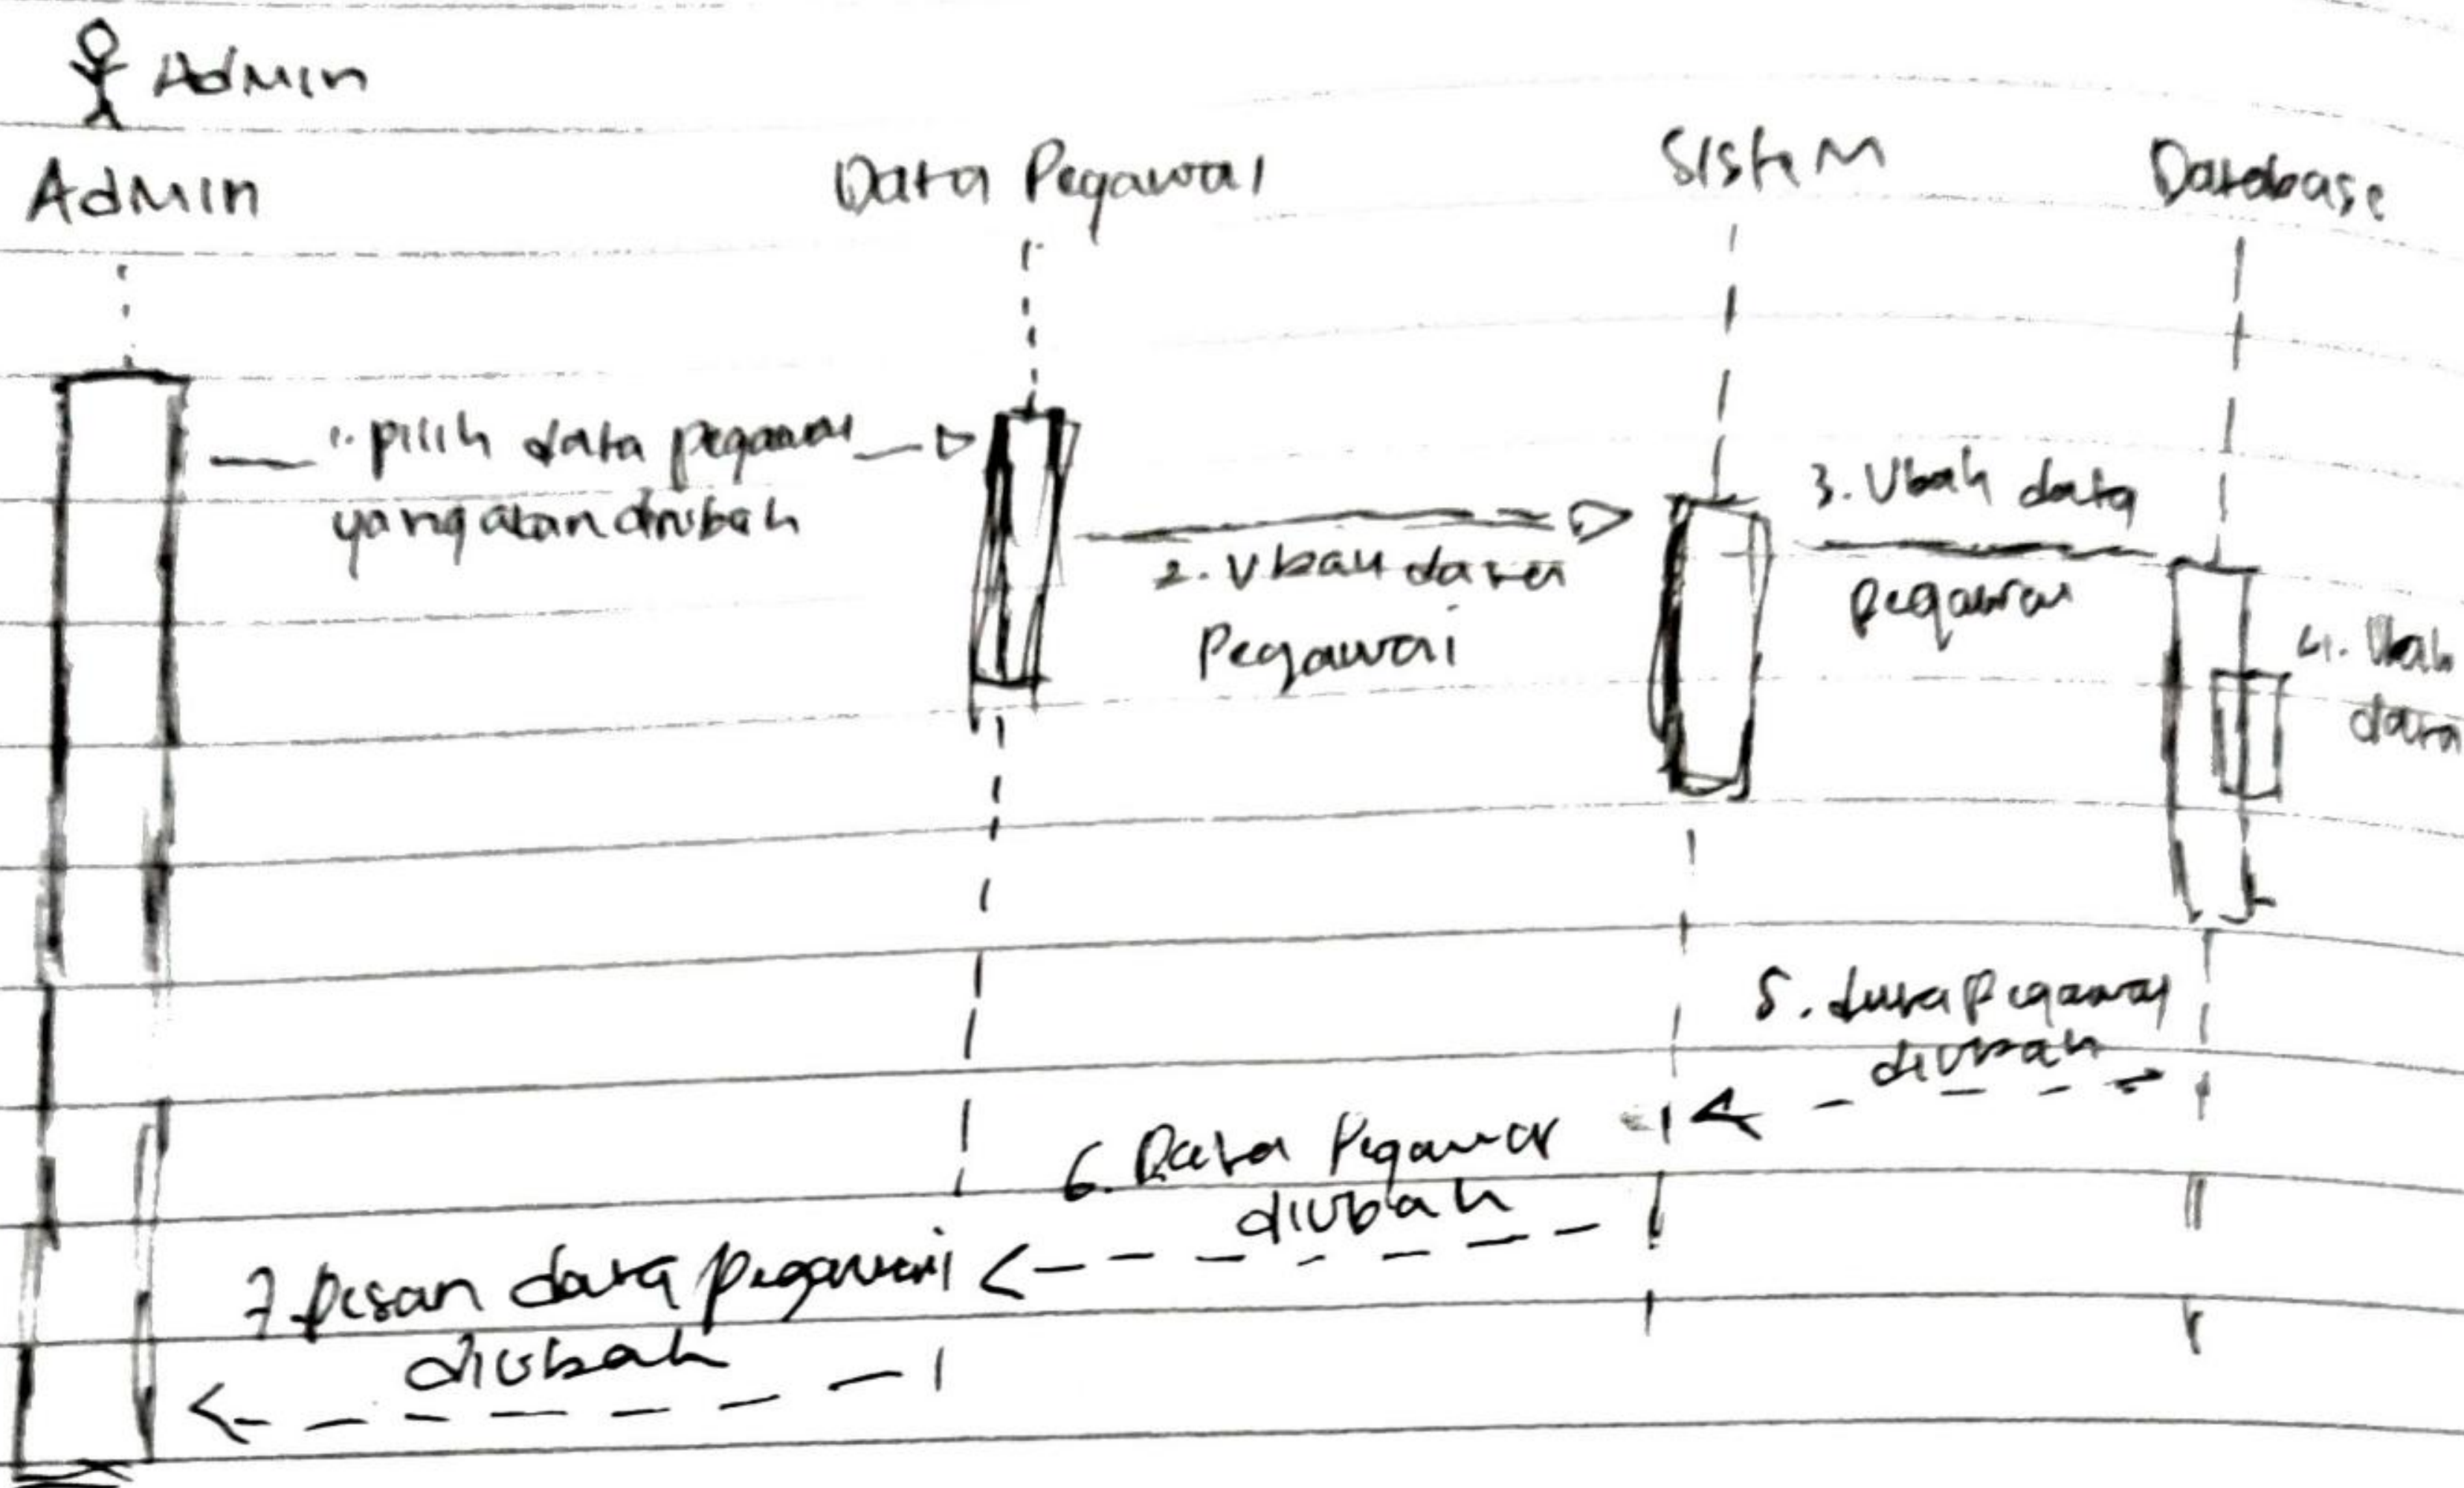 Admin
Admin
Data Pegawai
Sistem
Database
1. pilih data pegawai
yang akan diubah
2. Ubah data
Pegawai
3. Ubah data
pegawai
4. Ubah
data
5. data Pegawai
diubah
6. Data Pegawai
diubah
7. pesan data pegawai
diubah